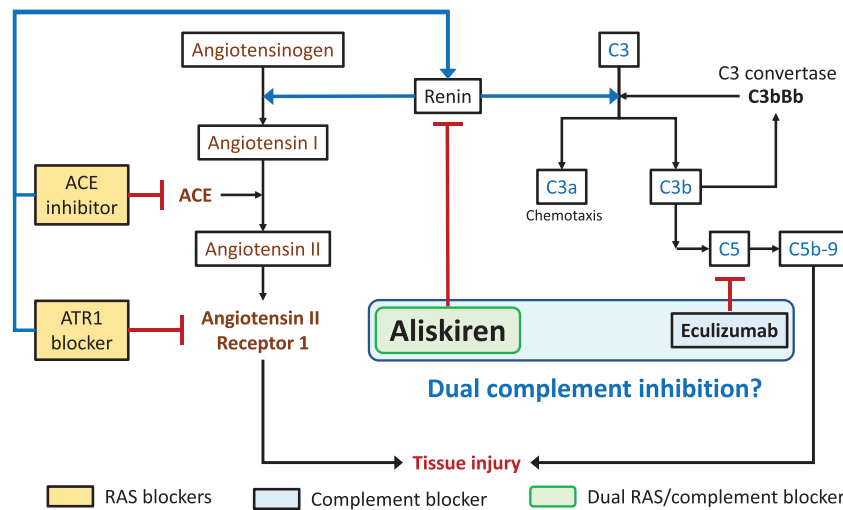 Angiotensinogen
C3
C3 convertase
C3bBb
Renin
Angiotensin I
ACE
inhibitor
ACE
C3a
Chemotaxis
C3b
Angiotensin II
C5
C5b-9
ATR1
blocker
Angiotensin II
Receptor 1
Aliskiren
Eculizumab
Dual complement inhibition?
Tissue injury
RAS blockers
Complement blocker
Dual RAS/complement blocker